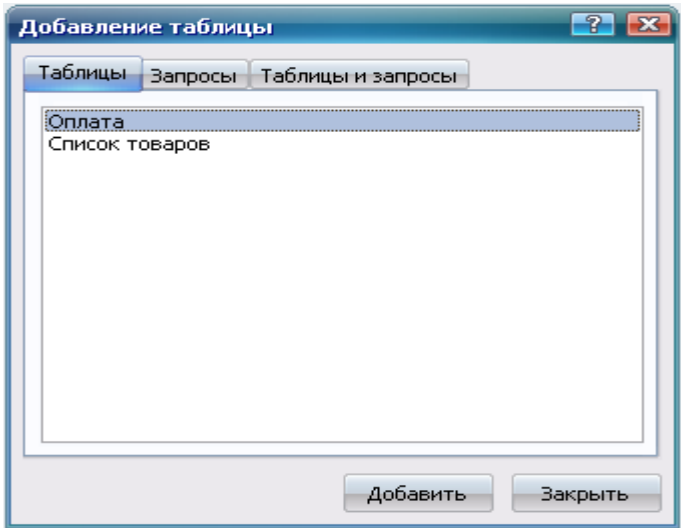 Добавление таблицы ?
Таблицы Запросы Таблицы и запросы
Оплата
Список товаров
Добавить Закрыть